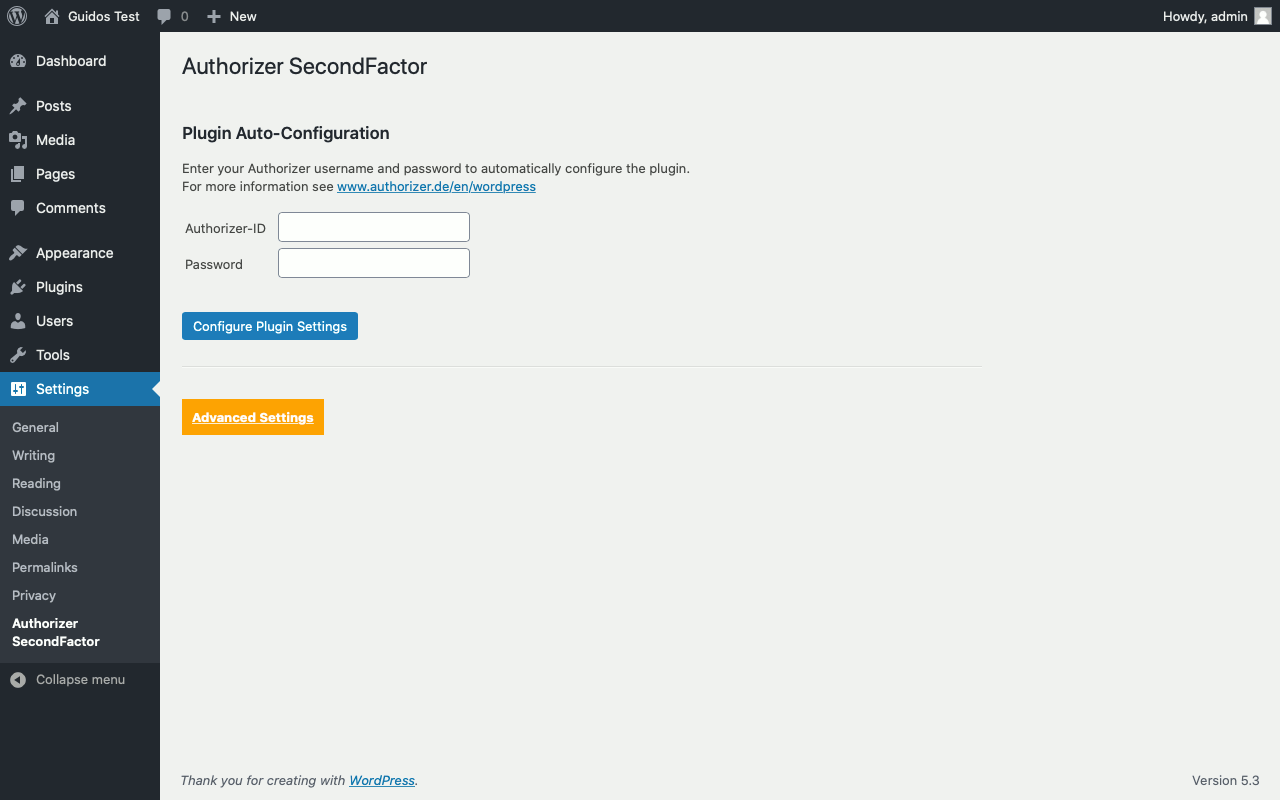 Guidos Test
0
New
Howdy, admin
Dashboard
Posts
Media
Pages
Comments
Appearance
Plugins
Users
Tools
Settings
General
Writing
Reading
Discussion
Media
Permalinks
Privacy
Authorizer
SecondFactor
Collapse menu
Authorizer SecondFactor
Plugin Auto-Configuration
Enter your Authorizer username and password to automatically configure the plugin.
For more information see www.authorizer.de/en/wordpress
Authorizer-ID
Password
Configure Plugin Settings
Advanced Settings
Thank you for creating with WordPress.
Version 5.3